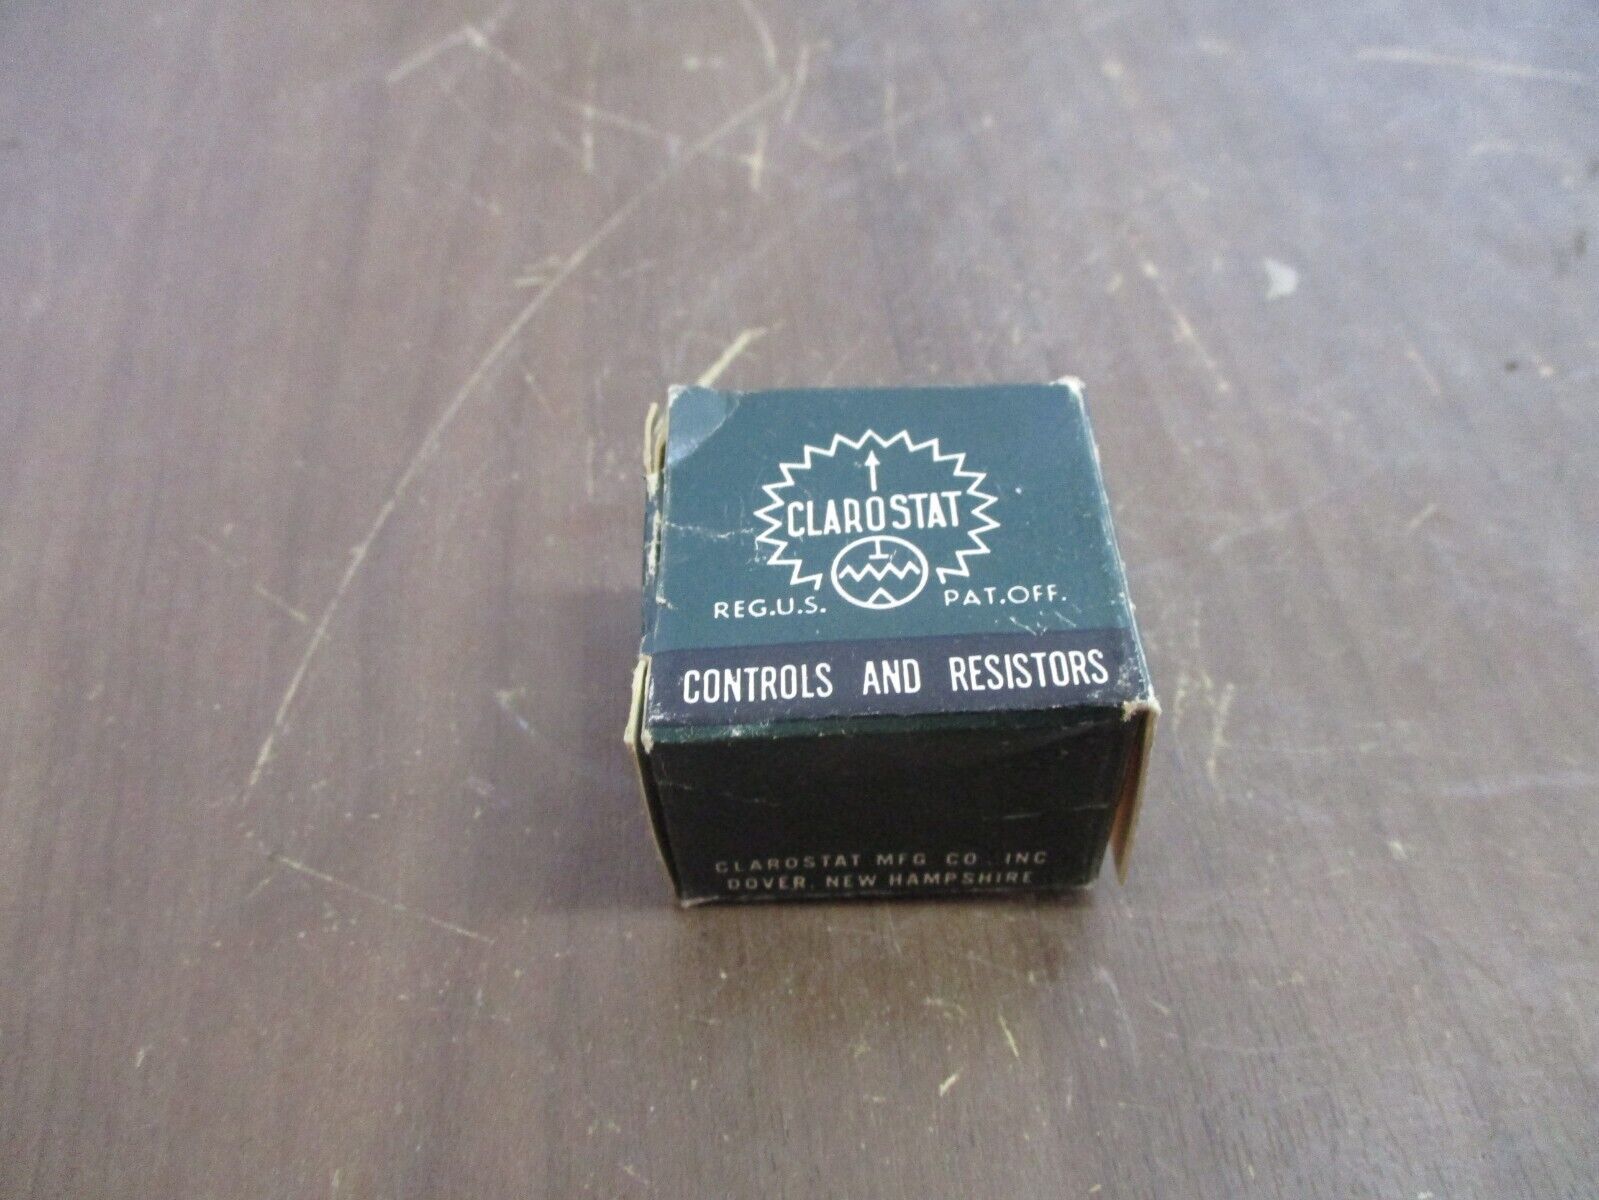 CLAROSTAT
REG.U.S. PAT.OFF.
CONTROLS AND RESISTORS
CLAROSTAT MFG CO., INC
DOVER, NEW HAMPSHIRE